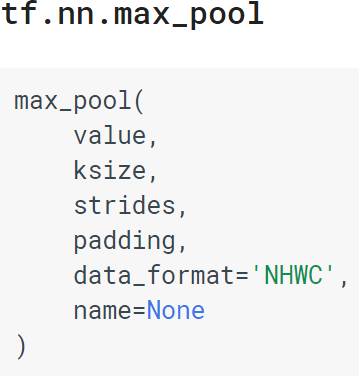 tf.nn.max_pool
max_pool(
    value,
    ksize,
    strides,
    padding,
    data_format='NHWC',
    name=None
)